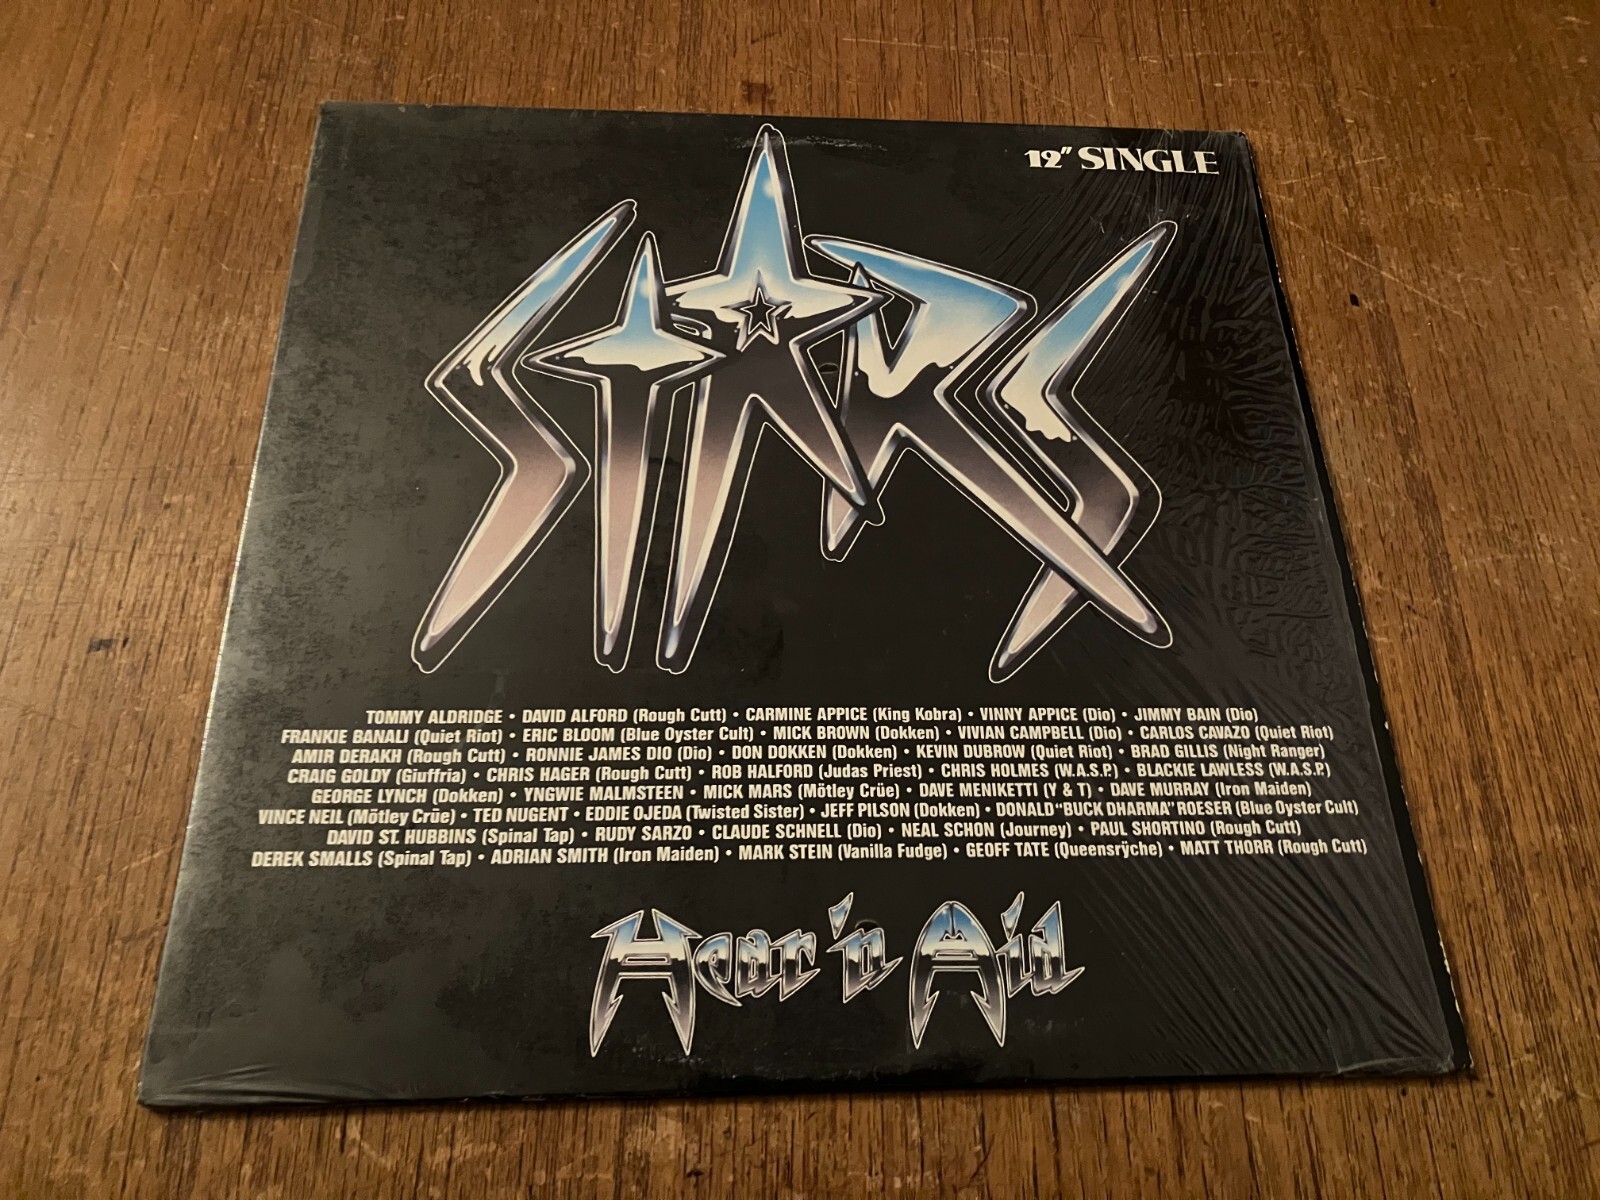 12" SINGLE
STARS
TOMMY ALDRIDGE • DAVID ALFORD (Rough Cutt) • CARMINE APPICE (King Kobra) • VINNY APPICE (Dio) • JIMMY BAIN (Dio)
FRANKIE BANALI (Quiet Riot) • ERIC BLOOM (Blue Oyster Cult) • MICK BROWN (Dokken) • VIVIAN CAMPBELL (Dio) • CARLOS CAVAZO (Quiet Riot)
AMIR DERAKH (Rough Cutt) • RONNIE JAMES DIO (Dio) • DON DOKKEN (Dokken) • KEVIN DUBROW (Quiet Riot) • BRAD GILLIS (Night Ranger)
CRAIG GOLDY (Giuffria) • CHRIS HAGER (Rough Cutt) • ROB HALFORD (Judas Priest) • CHRIS HOLMES (W.A.S.P.) • BLACKIE LAWLESS (W.A.S.P.)
GEORGE LYNCH (Dokken) • YNGWIE MALMSTEEN • MICK MARS (Mötley Crüe) • DAVE MENIKETTI (Y & T) • DAVE MURRAY (Iron Maiden)
VINCE NEIL (Mötley Crüe) • TED NUGENT • EDDIE OJEDA (Twisted Sister) • JEFF PILSON (Dokken) • DONALD "BUCK DHARMA" ROESER (Blue Oyster Cult)
DAVID ST. HUBBINS (Spinal Tap) • RUDY SARZO • CLAUDE SCHNELL (Dio) • NEAL SCHON (Journey) • PAUL SHORTINO (Rough Cutt)
DEREK SMALLS (Spinal Tap) • ADRIAN SMITH (Iron Maiden) • MARK STEIN (Vanilla Fudge) • GEOFF TATE (Queensrÿche) • MATT THORR (Rough Cutt)
Hear 'n Aid